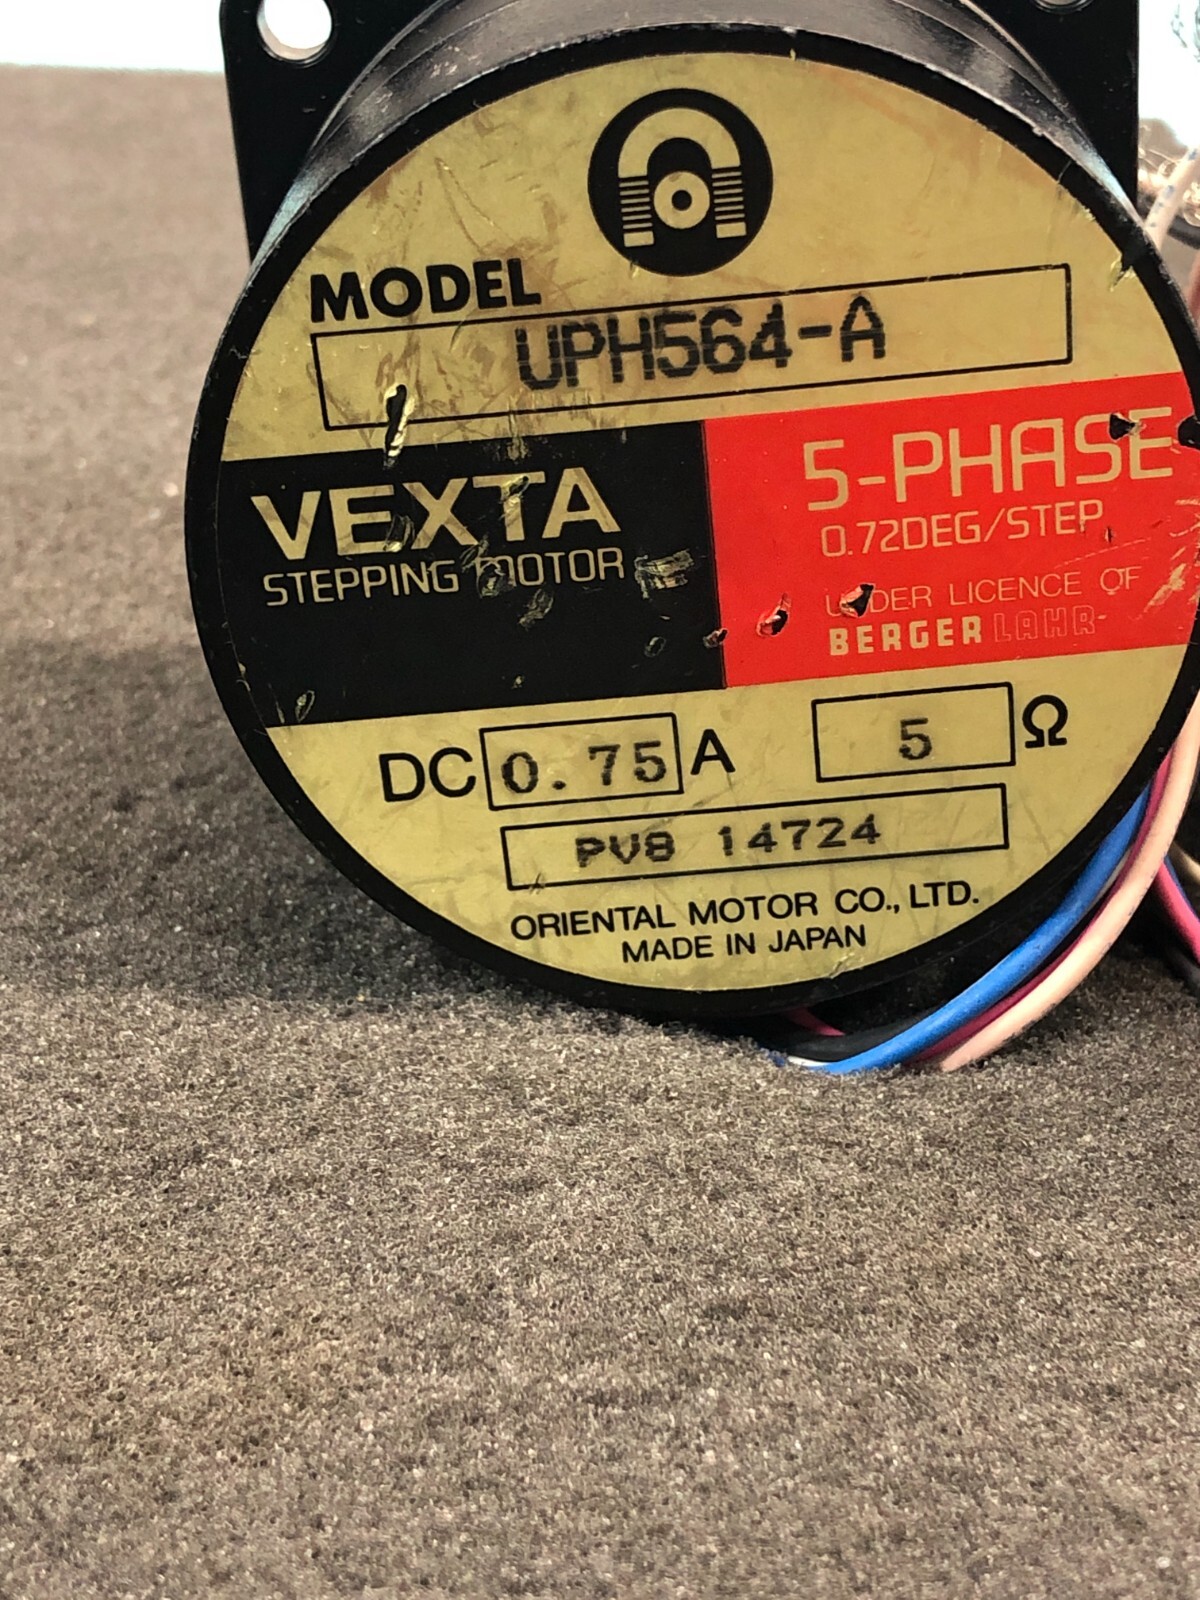 MODEL
UPH564-A
VEXTA
STEPPING MOTOR
5-PHASE
0.72DEG/STEP
UNDER LICENCE OF
BERGER LAHR
DC 0.75 A 5 Ω
PV8 14724
ORIENTAL MOTOR CO., LTD.
MADE IN JAPAN